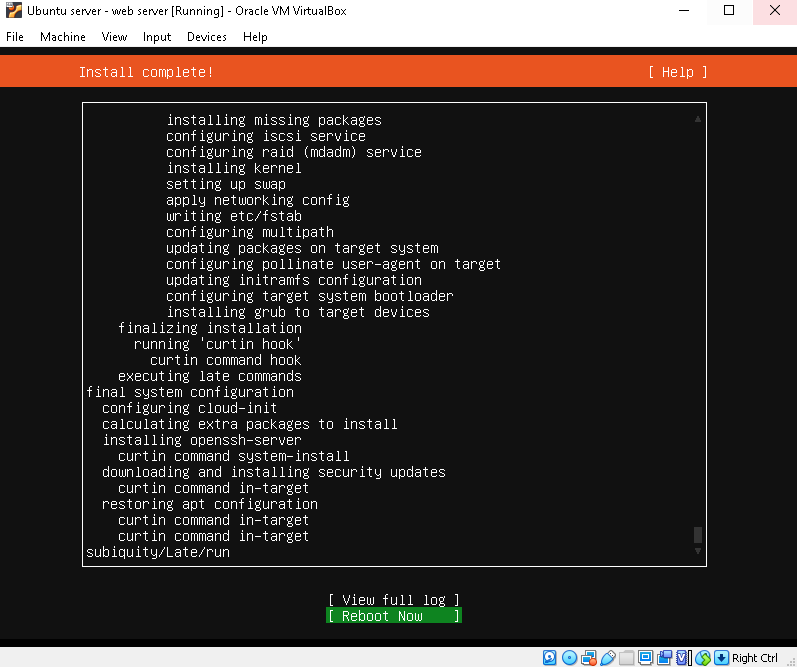 Ubuntu server - web server [Running] - Oracle VM VirtualBox
File Machine View Input Devices Help
Install complete! [ Help ]
installing missing packages
configuring iscsi service
configuring raid (mdadm) service
installing kernel
setting up swap
apply networking config
writing etc/fstab
configuring multipath
updating packages on target system
configuring pollinate user-agent on target
updating initramfs configuration
configuring target system bootloader
installing grub to target devices
finalizing installation
running 'curtin hook'
curtin command hook
executing late commands
final system configuration
configuring cloud-init
calculating extra packages to install
installing openssh-server
curtin command system-install
downloading and installing security updates
curtin command in-target
restoring apt configuration
curtin command in-target
curtin command in-target
subiquity/Late/run
[ View full log ]
[ Reboot Now ]
Right Ctrl